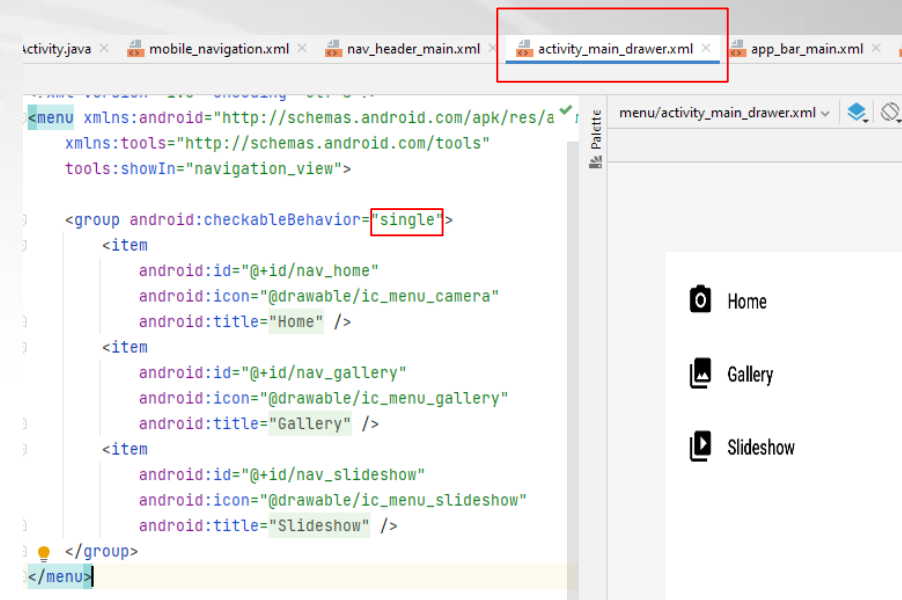 Activity.java mobile_navigation.xml nav_header_main.xml activity_main_drawer.xml app_bar_main.xml
<menu xmlns:android="http://schemas.android.com/apk/res/a
xmlns:tools="http://schemas.android.com/tools"
tools:showIn="navigation_view">
<group android:checkableBehavior="single">
<item
android:id="@+id/nav_home"
android:icon="@drawable/ic_menu_camera"
android:title="Home" />
<item
android:id="@+id/nav_gallery"
android:icon="@drawable/ic_menu_gallery"
android:title="Gallery" />
<item
android:id="@+id/nav_slideshow"
android:icon="@drawable/ic_menu_slideshow"
android:title="Slideshow" />
</group>
</menu>
Palette
menu/activity_main_drawer.xml
Home
Gallery
Slideshow